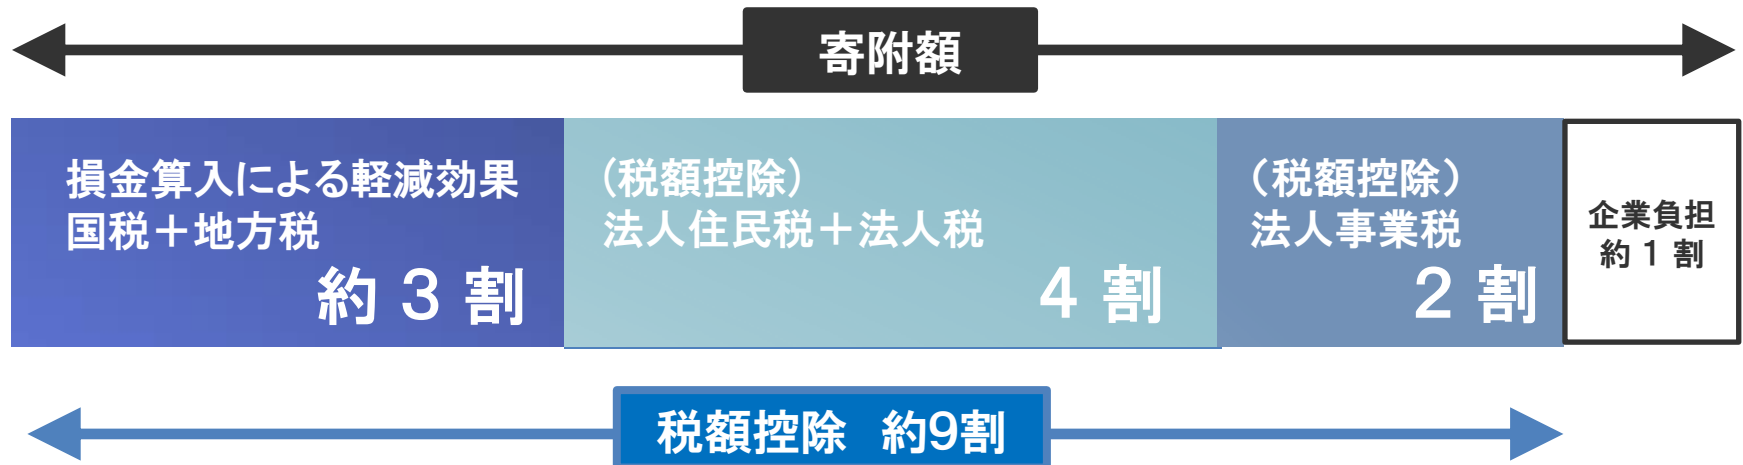 寄附額
損金算入による軽減効果
国税＋地方税
約３割
（税額控除）
法人住民税＋法人税
４割
（税額控除）
法人事業税
２割
企業負担
約１割
税額控除　約9割